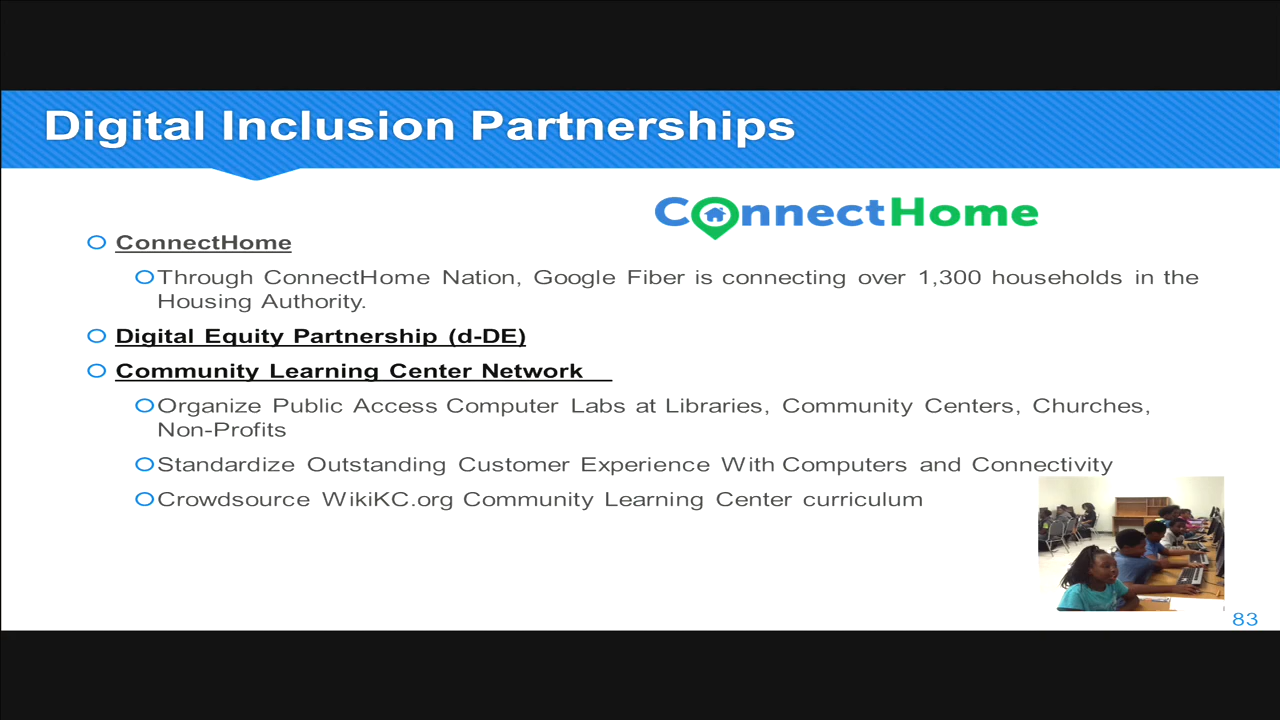 Digital Inclusion Partnerships
ConnectHome
ConnectHome
Through ConnectHome Nation, Google Fiber is connecting over 1,300 households in the
Housing Authority.
Digital Equity Partnership (d-DE)
Community Learning Center Network
Organize Public Access Computer Labs at Libraries, Community Centers, Churches,
Non-Profits
Standardize Outstanding Customer Experience With Computers and Connectivity
Crowdsource WikiKC.org Community Learning Center curriculum
83